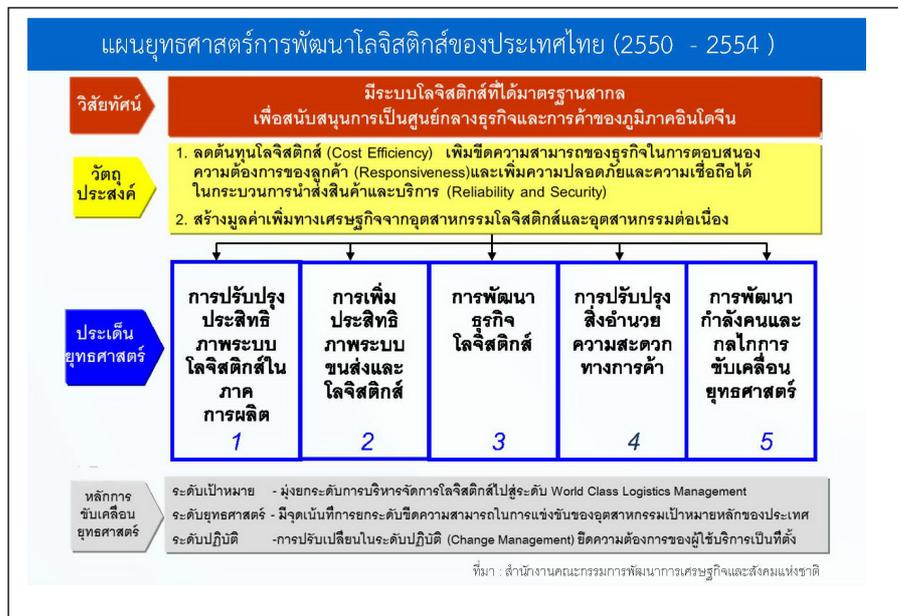 แผนยุทธศาสตร์การพัฒนาโลจิสติกส์ของประเทศไทย (2550 - 2554 )
วิสัยทัศน์
มีระบบโลจิสติกส์ที่ได้มาตรฐานสากล
เพื่อสนับสนุนการเป็นศูนย์กลางธุรกิจและการค้าของภูมิภาคอินโดจีน
วัตถุ
ประสงค์
1. ลดต้นทุนโลจิสติกส์ (Cost Efficiency) เพิ่มขีดความสามารถของธุรกิจในการตอบสนอง
ความต้องการของลูกค้า (Responsiveness)และเพิ่มความปลอดภัยและความเชื่อถือได้
ในกระบวนการนำส่งสินค้าและบริการ (Reliability and Security)
2. สร้างมูลค่าเพิ่มทางเศรษฐกิจจากอุตสาหกรรมโลจิสติกส์และอุตสาหกรรมต่อเนื่อง
ประเด็น
ยุทธศาสตร์
การปรับปรุง
ประสิทธิ
ภาพระบบ
โลจิสติกส์ใน
ภาค
การผลิต
1
การเพิ่ม
ประสิทธิ
ภาพระบบ
ขนส่งและ
โลจิสติกส์
2
การพัฒนา
ธุรกิจ
โลจิสติกส์
3
การปรับปรุง
สิ่งอำนวย
ความสะดวก
ทางการค้า
4
การพัฒนา
กำลังคนและ
กลไกการ
ขับเคลื่อน
ยุทธศาสตร์
5
หลักการ
ขับเคลื่อน
ยุทธศาสตร์
ระดับเป้าหมาย - มุ่งยกระดับการบริหารจัดการโลจิสติกส์ไปสู่ระดับ World Class Logistics Management
ระดับยุทธศาสตร์ - มีจุดเน้นที่การยกระดับขีดความสามารถในการแข่งขันของอุตสาหกรรมเป้าหมายหลักของประเทศ
ระดับปฏิบัติ -การปรับเปลี่ยนในระดับปฏิบัติ (Change Management) ยึดความต้องการของผู้ใช้บริการเป็นที่ตั้ง
ที่มา : สำนักงานคณะกรรมการพัฒนาการเศรษฐกิจและสังคมแห่งชาติ